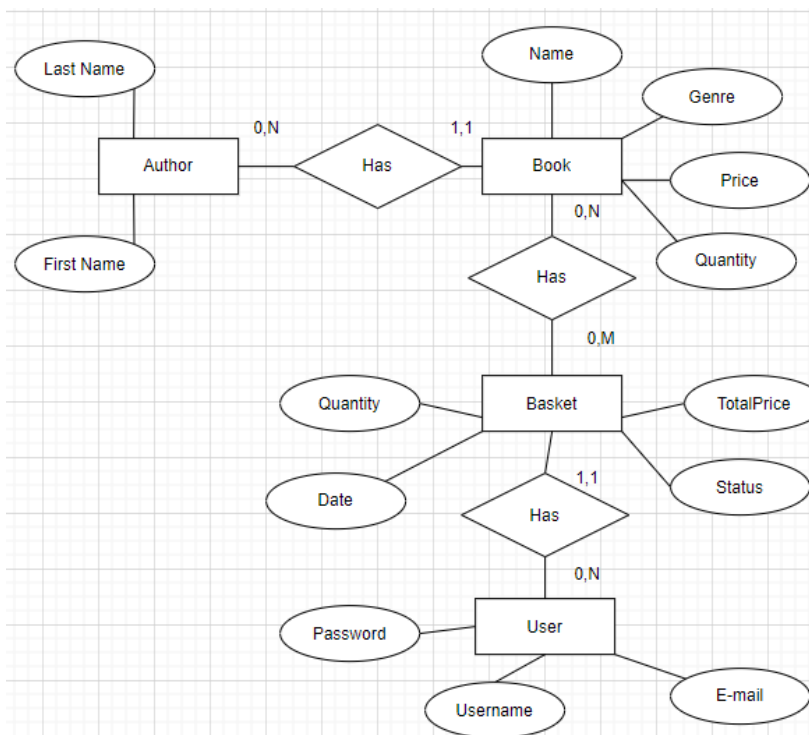 Name
Last Name
Genre
0,N
1,1
Author
Has
Book
Price
0,N
First Name
Quantity
Has
0,M
Quantity
Basket
TotalPrice
Date
1,1
Status
Has
0,N
Password
User
Username
E-mail